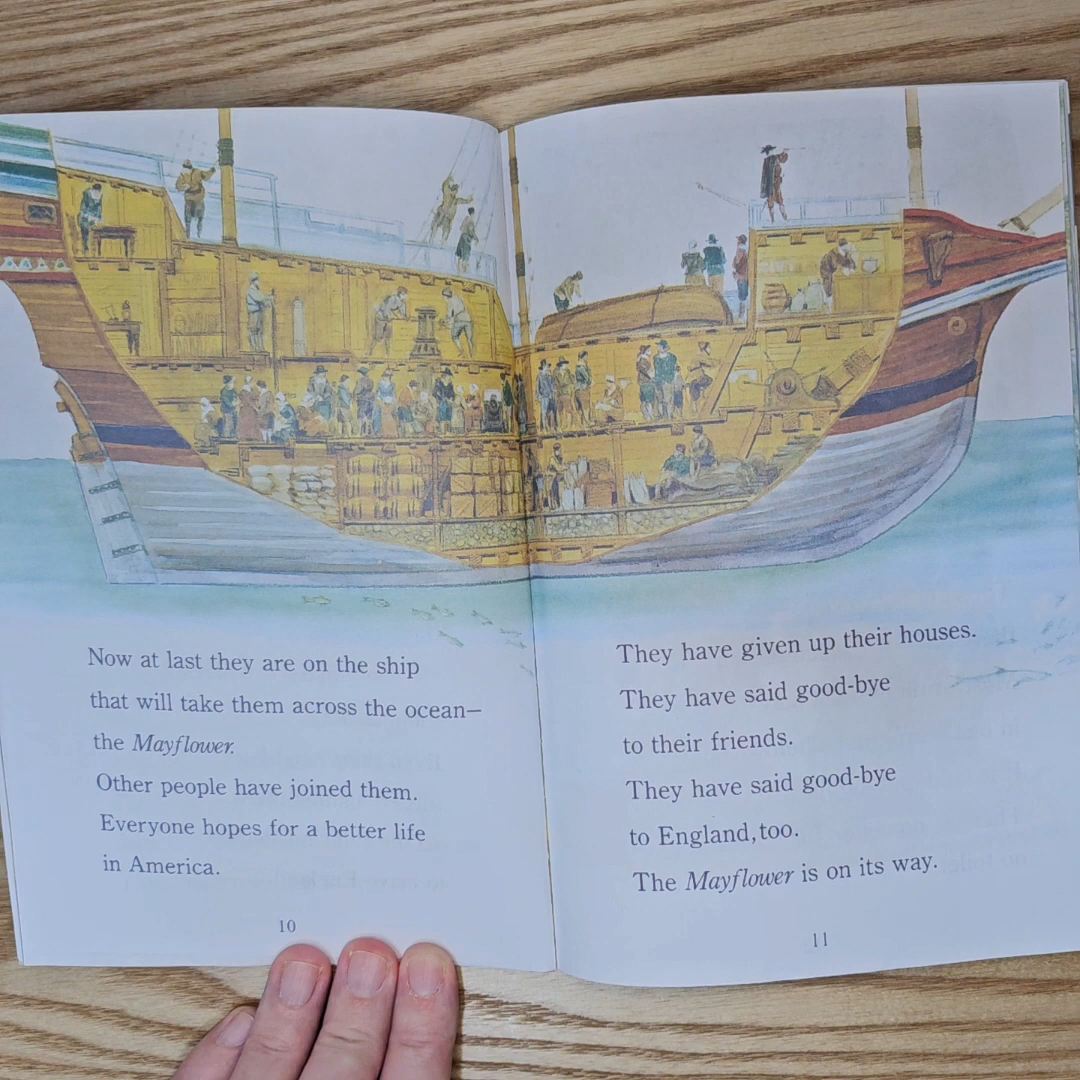 Now at last they are on the ship
that will take them across the ocean—
the Mayflower.
Other people have joined them.
Everyone hopes for a better life
in America.
10
They have given up their houses.
They have said good-bye
to their friends.
They have said good-bye
to England, too.
The Mayflower is on its way.
11